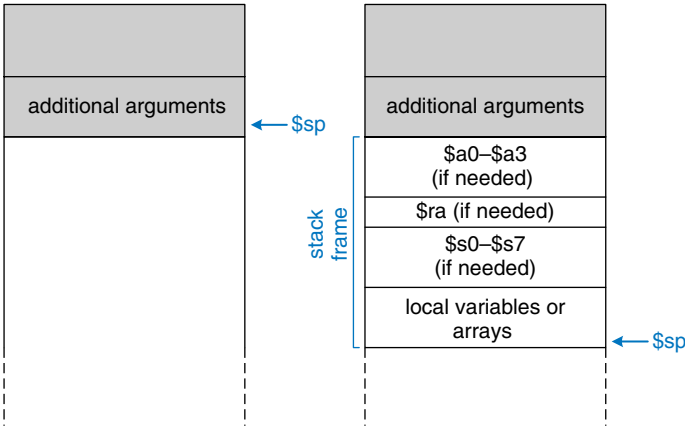 additional arguments
$sp
additional arguments
$a0–$a3
(if needed)
$ra (if needed)
$s0–$s7
(if needed)
local variables or
arrays
stack
frame
$sp